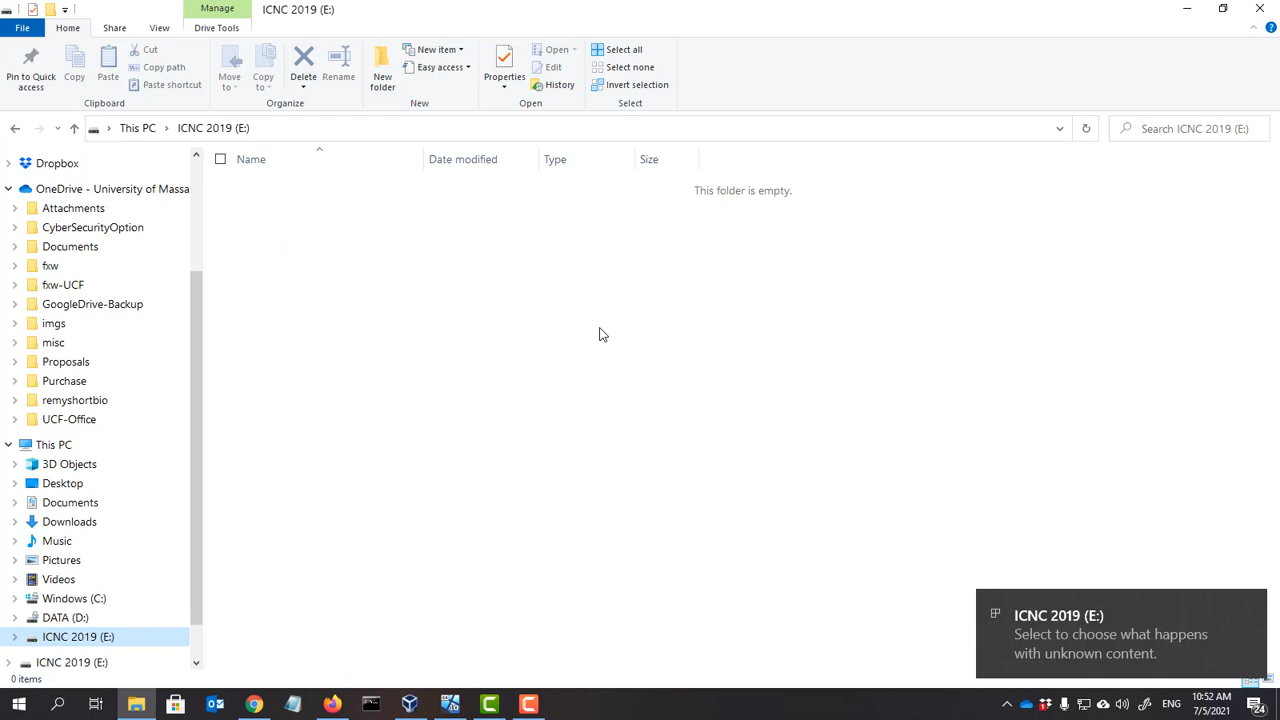 Manage
ICNC 2019 (E:)
File
Home
Share
View
Drive Tools
Pin to Quick
access
Copy
Paste
Cut
Copy path
Paste shortcut
Clipboard
Move
to
Copy
to
Delete
Rename
Organize
New
folder
New item
Easy access
New
Properties
Open
Edit
History
Open
Select all
Select none
Invert selection
Select
This PC
ICNC 2019 (E:)
Search ICNC 2019 (E:)
Name
Date modified
Type
Size
This folder is empty.
Dropbox
OneDrive - University of Massa
Attachments
CyberSecurityOption
Documents
fxw
fxw-UCF
GoogleDrive-Backup
imgs
misc
Proposals
Purchase
remyshortbio
UCF-Office
This PC
3D Objects
Desktop
Documents
Downloads
Music
Pictures
Videos
Windows (C:)
DATA (D:)
ICNC 2019 (E:)
ICNC 2019 (E:)
0 items
ICNC 2019 (E:)
Select to choose what happens
with unknown content.
ENG
10:52 AM
7/5/2021
24